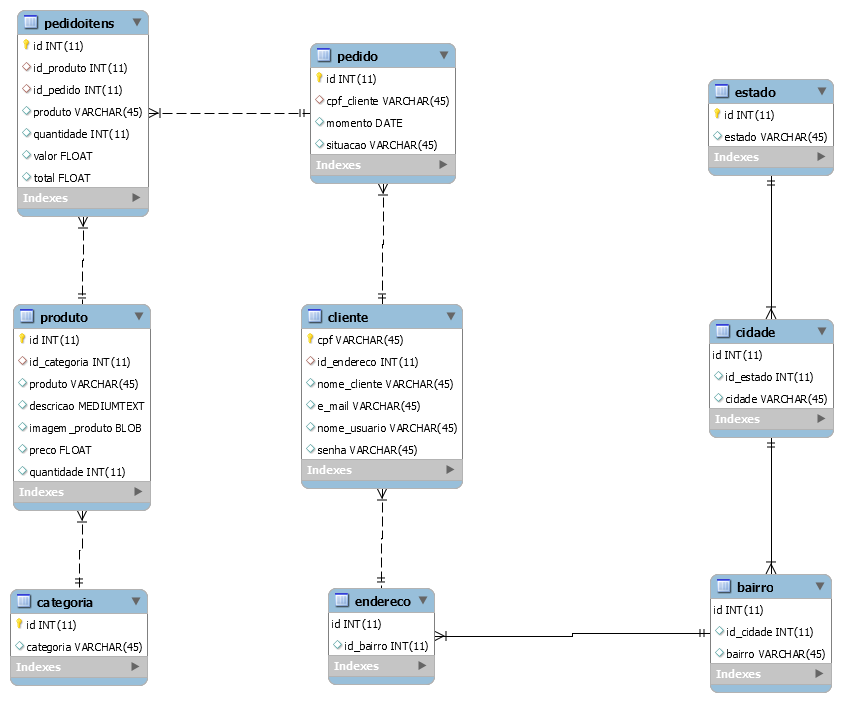 pedidoitens
id INT(11)
id_produto INT(11)
id_pedido INT(11)
produto VARCHAR(45)
quantidade INT(11)
valor FLOAT
total FLOAT
Indexes
pedido
id INT(11)
cpf_cliente VARCHAR(45)
momento DATE
situacao VARCHAR(45)
Indexes
estado
id INT(11)
estado VARCHAR(45)
Indexes
produto
id INT(11)
id_categoria INT(11)
produto VARCHAR(45)
descricao MEDIUMTEXT
imagem_produto BLOB
preco FLOAT
quantidade INT(11)
Indexes
cliente
cpf VARCHAR(45)
id_endereco INT(11)
nome_cliente VARCHAR(45)
e_mail VARCHAR(45)
nome_usuario VARCHAR(45)
senha VARCHAR(45)
Indexes
cidade
id INT(11)
id_estado INT(11)
cidade VARCHAR(45)
Indexes
categoria
id INT(11)
categoria VARCHAR(45)
Indexes
endereco
id INT(11)
id_bairro INT(11)
Indexes
bairro
id INT(11)
id_cidade INT(11)
bairro VARCHAR(45)
Indexes